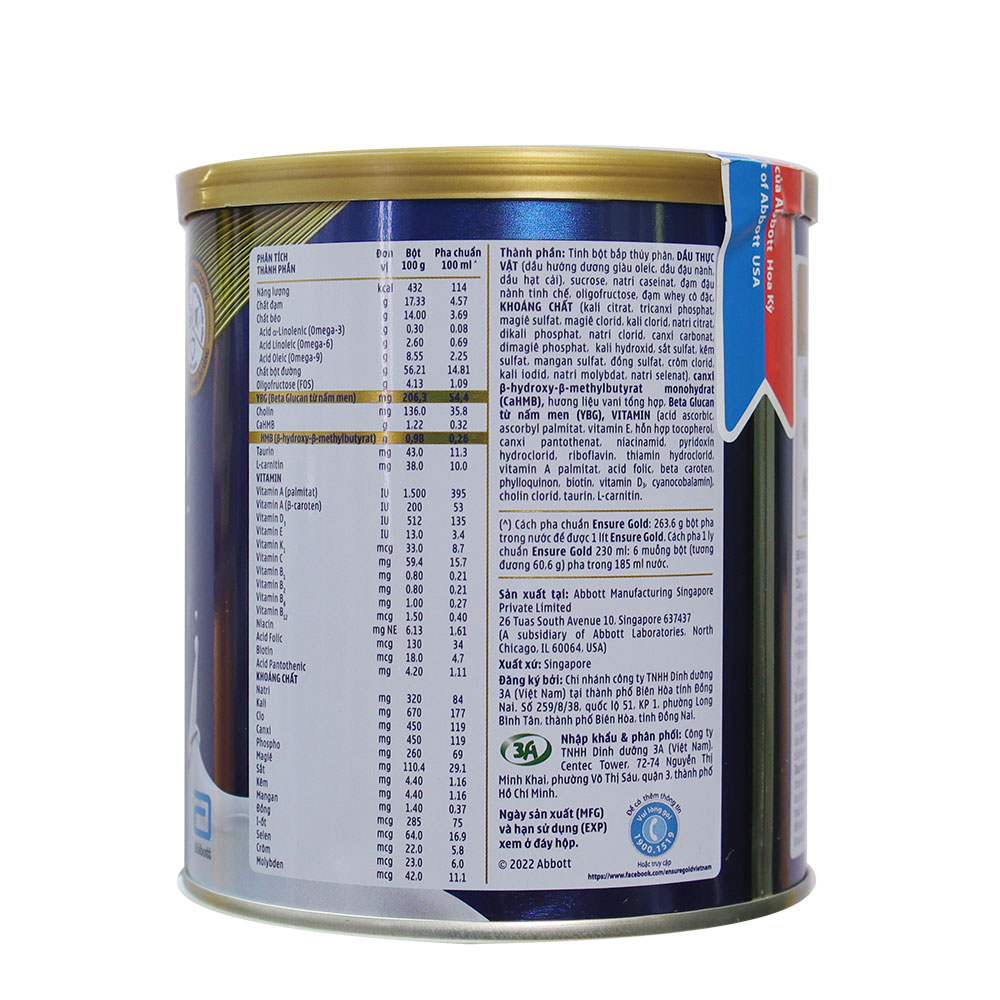 PHÂN TÍCH THÀNH PHẦN Đơn vị Bột 100 g Pha chuẩn 100 ml ^
Năng lượng kcal 432 114
Chất đạm g 17.33 4.57
Chất béo g 14.00 3.69
Acid α-Linolenic (Omega-3) g 0.30 0.08
Acid Linoleic (Omega-6) g 2.60 0.69
Acid Oleic (Omega-9) g 8.55 2.25
Chất bột đường g 56.21 14.81
Oligofructose (FOS) g 4.13 1.09
YBG (Beta Glucan từ nấm men) mg 206,3 54,4
Cholin mg 136.0 35.8
CaHMB g 1.22 0.32
HMB (β-hydroxy-β-methylbutyrat) g 0,98 0,26
Taurin mg 43.0 11.3
L-carnitin mg 38.0 10.0
VITAMIN
Vitamin A (palmitat) IU 1.500 395
Vitamin A (β-caroten) IU 200 53
Vitamin D3 IU 512 135
Vitamin E IU 13.0 3.4
Vitamin K1 mcg 33.0 8.7
Vitamin C mg 59.4 15.7
Vitamin B1 mg 0.80 0.21
Vitamin B2 mg 0.80 0.21
Vitamin B6 mg 1.00 0.27
Vitamin B12 mcg 1.50 0.40
Niacin mg NE 6.13 1.61
Acid Folic mcg 130 34
Biotin mcg 18.0 4.7
Acid Pantothenic mg 4.20 1.11
KHOÁNG CHẤT
Natri mg 320 84
Kali mg 670 177
Clo mg 450 119
Canxi mg 450 119
Phospho mg 260 69
Magiê mg 110.4 29.1
Sắt mg 4.40 1.16
Kẽm mg 4.40 1.16
Mangan mg 1.40 0.37
Đồng mcg 285 75
I-ốt mcg 64.0 16.9
Selen mcg 22.0 5.8
Crôm mcg 23.0 6.0
Molybden mcg 42.0 11.1
Thành phần: Tinh bột bắp thủy phân, DẦU THỰC
VẬT (dầu hướng dương giàu oleic, dầu đậu nành,
dầu hạt cải), sucrose, natri caseinat, đạm đậu
nành tinh chế, oligofructose, đạm whey cô đặc,
KHOÁNG CHẤT (kali citrat, tricanxi phosphat,
magiê sulfat, magiê clorid, kali clorid, natri citrat,
dikali phosphat, natri clorid, canxi carbonat,
dimagiê phosphat, kali hydroxid, sắt sulfat, kẽm
sulfat, mangan sulfat, đồng sulfat, crôm clorid,
kali iodid, natri molybdat, natri selenat), canxi
β-hydroxy-β-methylbutyrat monohydrat
(CaHMB), hương liệu vani tổng hợp. Beta Glucan
từ nấm men (YBG), VITAMIN (acid ascorbic,
ascorbyl palmitat, vitamin E, hỗn hợp tocopherol,
canxi pantothenat, niacinamid, pyridoxin
hydroclorid, riboflavin, thiamin hydroclorid,
vitamin A palmitat, acid folic, beta caroten,
phylloquinon, biotin, vitamin D3, cyanocobalamin),
cholin clorid, taurin, L-carnitin.
(^) Cách pha chuẩn Ensure Gold: 263.6 g bột pha
trong nước để được 1 lít Ensure Gold. Cách pha 1 ly
chuẩn Ensure Gold 230 ml: 6 muỗng bột (tương
đương 60.6 g) pha trong 185 ml nước.
Sản xuất tại: Abbott Manufacturing Singapore
Private Limited
26 Tuas South Avenue 10, Singapore 637437
(A subsidiary of Abbott Laboratories, North
Chicago, IL 60064, USA)
Xuất xứ: Singapore
Đăng ký bởi: Chi nhánh công ty TNHH Dinh dưỡng
3A (Việt Nam) tại thành phố Biên Hòa tỉnh Đồng
Nai. Số 259/8/38, quốc lộ 51, KP 1, phường Long
Bình Tân, thành phố Biên Hòa, tỉnh Đồng Nai.
3A
Nhập khẩu & phân phối: Công ty
TNHH Dinh dưỡng 3A (Việt Nam).
Centec Tower, 72-74 Nguyễn Thị
Minh Khai, phường Võ Thị Sáu, quận 3, thành phố
Hồ Chí Minh.
Ngày sản xuất (MFG)
và hạn sử dụng (EXP)
xem ở đáy hộp.
© 2022 Abbott
Để có thêm thông tin
Vui lòng gọi
1900.1519
Hoặc truy cập
https://www.facebook.com/ensuregoldvietnam
của Abbott Hoa Kỳ
t of Abbott USA
Abbott